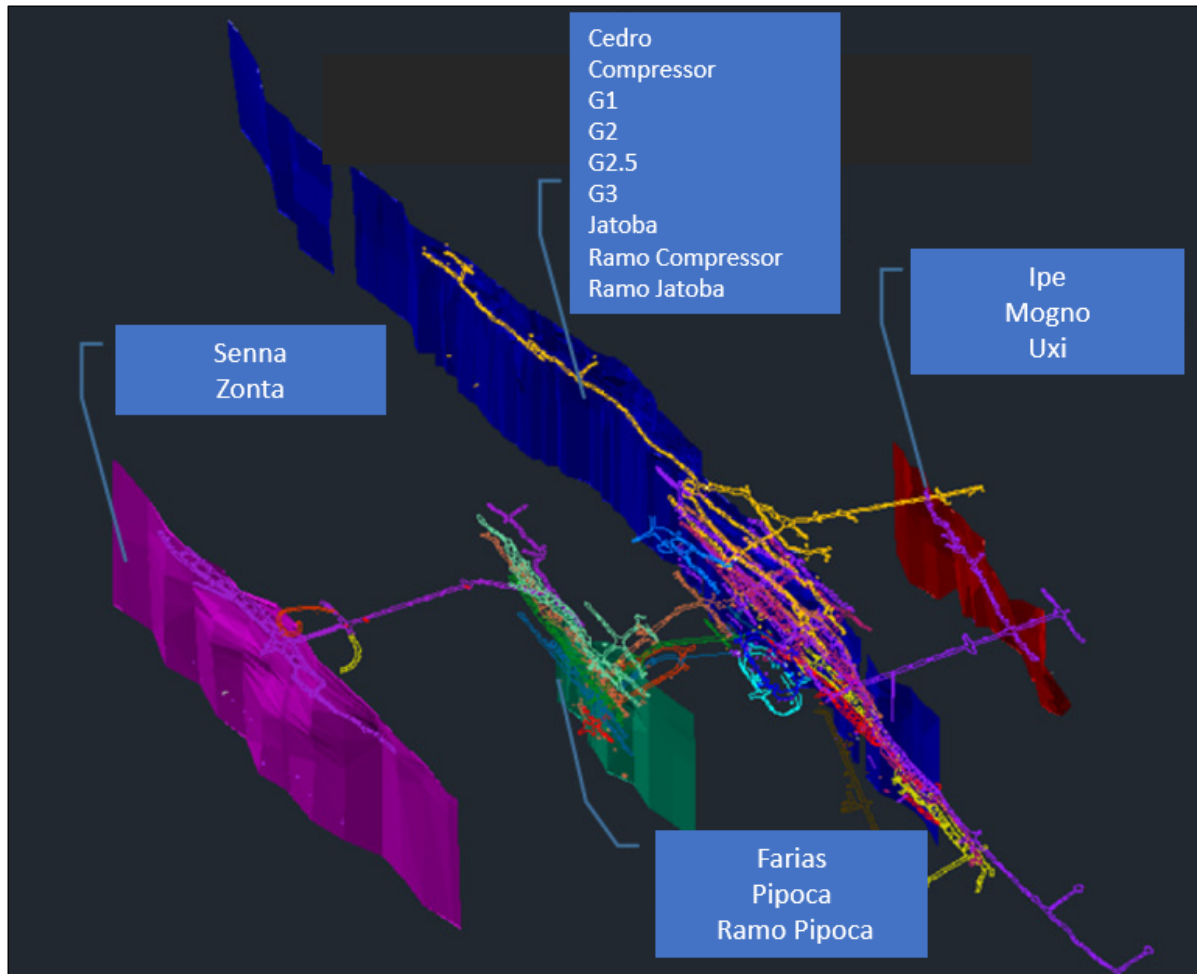 Cedro
Compressor
G1
G2
G2.5
G3
Jatoba
Ramo Compressor
Ramo Jatoba
Ipe
Mogno
Uxi
Senna
Zonta
Farias
Pipoca
Ramo Pipoca